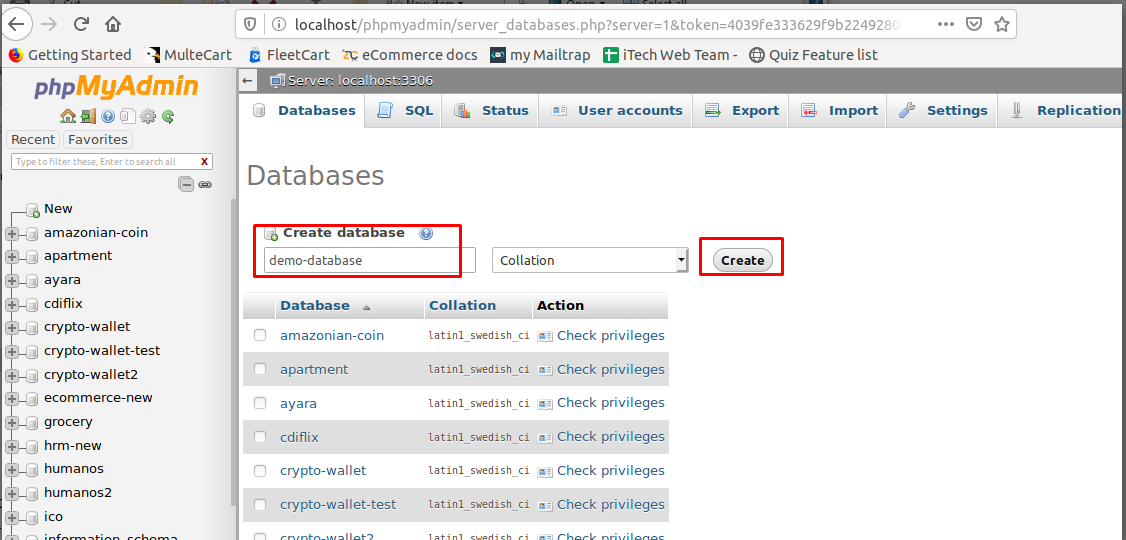 localhost/phpmyadmin/server_databases.php?server=1&token=4039fe333629f9b2249280
Getting Started MulteCart FleetCart eCommerce docs my Mailtrap iTech Web Team - Quiz Feature list
phpMyAdmin
Recent Favorites
Type to filter these, Enter to search all X
New
amazonian-coin
apartment
ayara
cdiflix
crypto-wallet
crypto-wallet-test
crypto-wallet2
ecommerce-new
grocery
hrm-new
humanos
humanos2
ico
information_schema
Server: localhost:3306
Databases SQL Status User accounts Export Import Settings Replication
Databases
Create database
demo-database Collation Create
Database Collation Action
amazonian-coin latin1_swedish_ci Check privileges
apartment latin1_swedish_ci Check privileges
ayara latin1_swedish_ci Check privileges
cdiflix latin1_swedish_ci Check privileges
crypto-wallet latin1_swedish_ci Check privileges
crypto-wallet-test latin1_swedish_ci Check privileges
crypto-wallet2 latin1_swedish_ci Check privileges